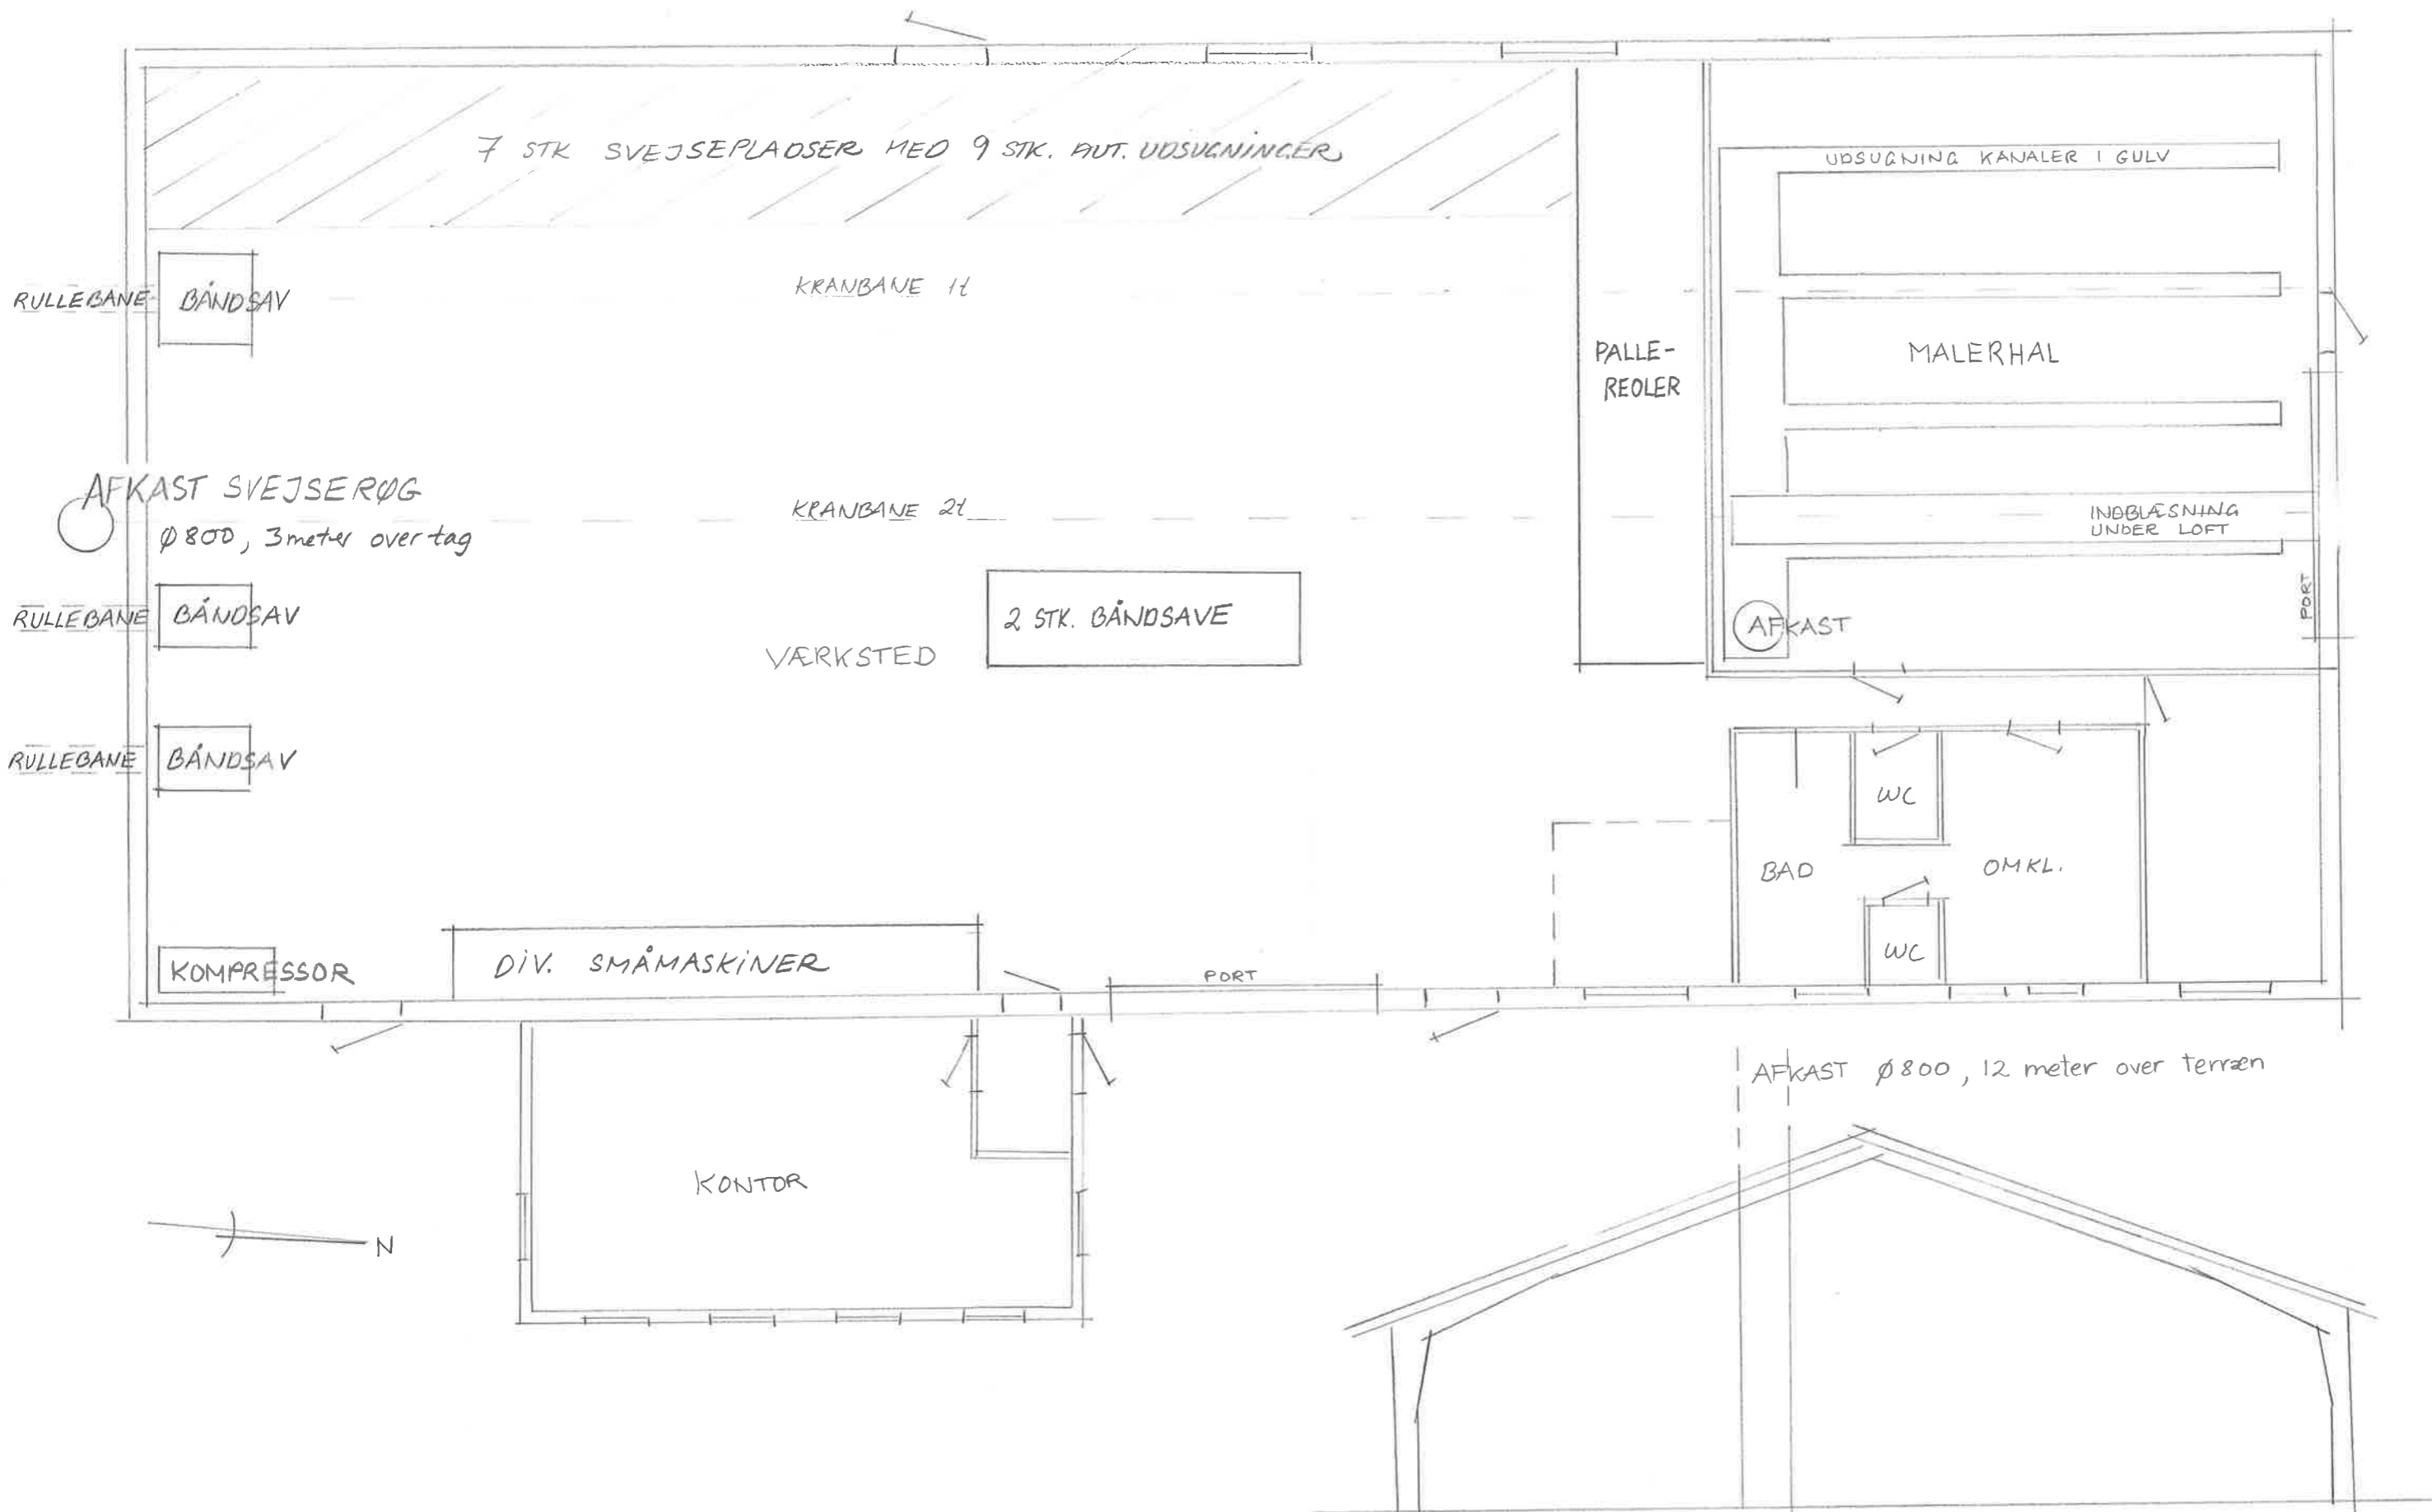 7 STK SVEJSEPLADSER MED 9 STK. AUT. UDSUGNINGER
UDSUGNING KANALER I GULV
RULLEBANE
BÅNDSAV
KRANBANE 1t
PALLE-
REOLER
MALERHAL
AFKAST SVEJSERØG
Ø800, 3 meter over tag
KRANBANE 2t
INDBLÆSNING
UNDER LOFT
PORT
RULLEBANE
BÅNDSAV
2 STK. BÅNDSAVE
AFKAST
VÆRKSTED
RULLEBANE
BÅNDSAV
WC
BAD
OMKL.
WC
KOMPRESSOR
DIV. SMÅMASKINER
PORT
AFKAST Ø800, 12 meter over terræn
KONTOR
N